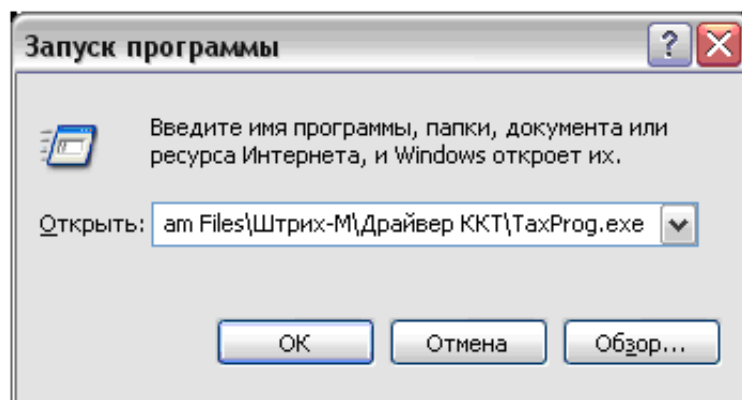 Запуск программы
?
Введите имя программы, папки, документа или
ресурса Интернета, и Windows откроет их.
Открыть: am Files\Штрих-М\Драйвер ККТ\TaxProg.exe
ОК Отмена Обзор...